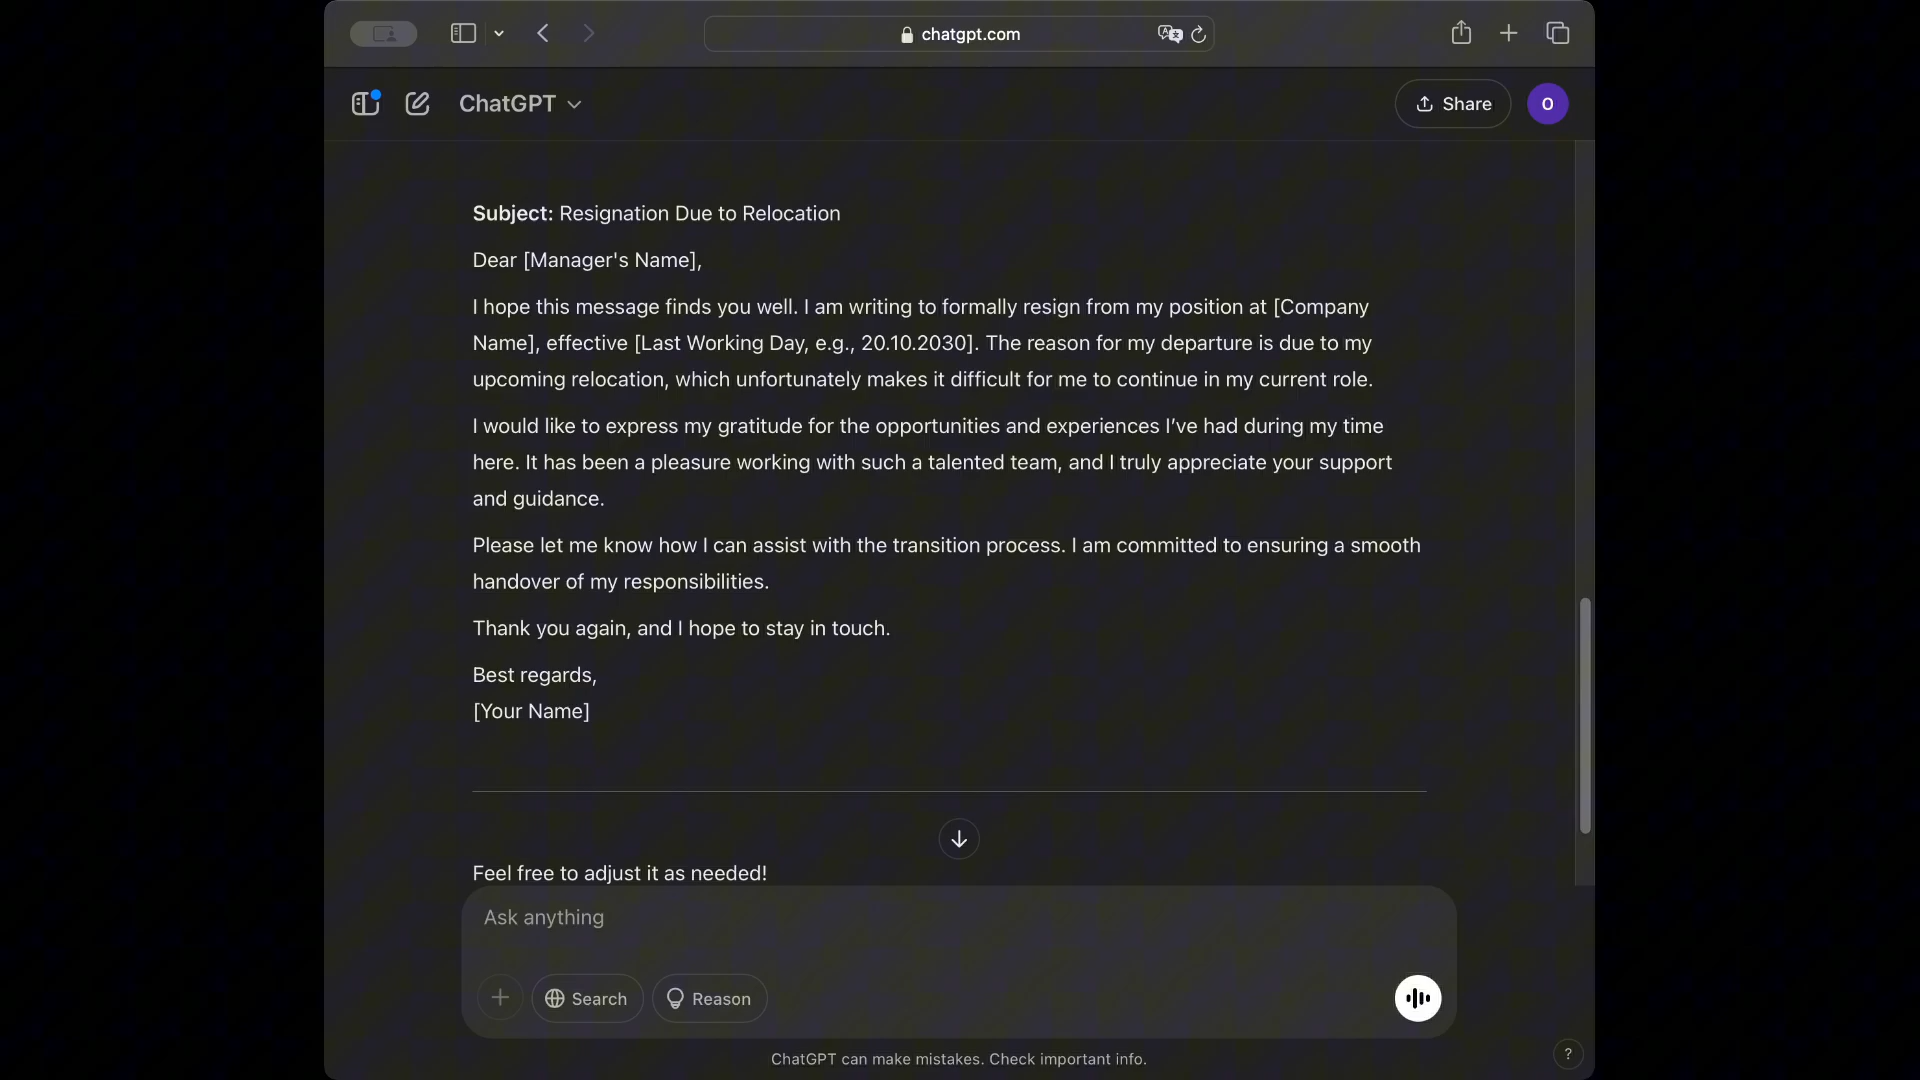 chatgpt.com
ChatGPT
Share
O
Subject: Resignation Due to Relocation
Dear [Manager's Name],
I hope this message finds you well. I am writing to formally resign from my position at [Company
Name], effective [Last Working Day, e.g., 20.10.2030]. The reason for my departure is due to my
upcoming relocation, which unfortunately makes it difficult for me to continue in my current role.
I would like to express my gratitude for the opportunities and experiences I’ve had during my time
here. It has been a pleasure working with such a talented team, and I truly appreciate your support
and guidance.
Please let me know how I can assist with the transition process. I am committed to ensuring a smooth
handover of my responsibilities.
Thank you again, and I hope to stay in touch.
Best regards,
[Your Name]
Feel free to adjust it as needed!
Ask anything
Search
Reason
ChatGPT can make mistakes. Check important info.
?